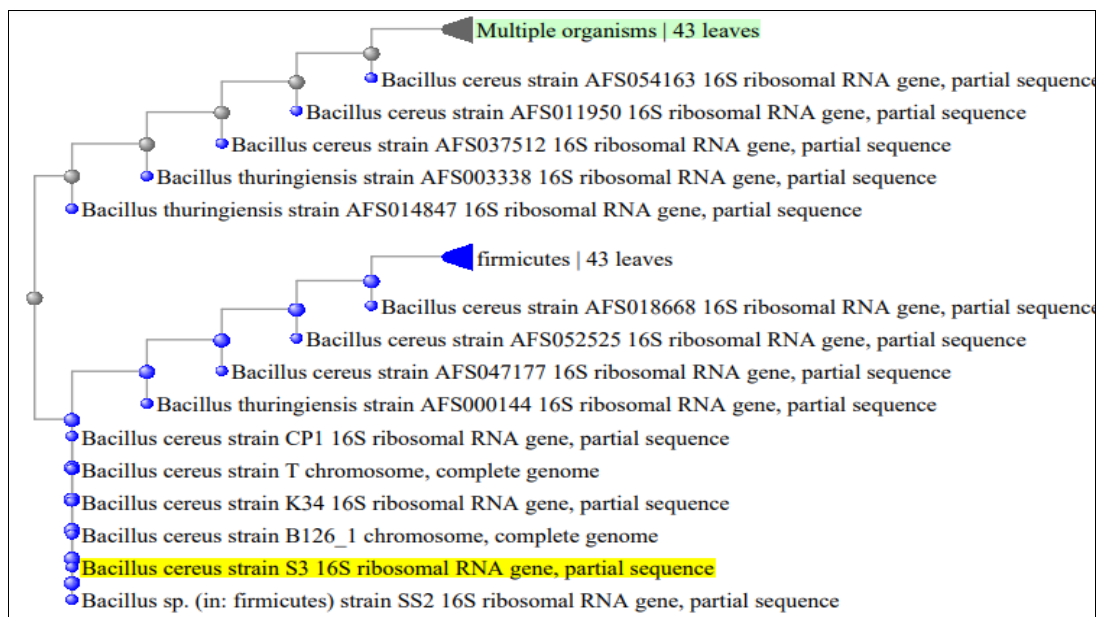 Multiple organisms | 43 leaves
Bacillus cereus strain AFS054163 16S ribosomal RNA gene, partial sequence
Bacillus cereus strain AFS011950 16S ribosomal RNA gene, partial sequence
Bacillus cereus strain AFS037512 16S ribosomal RNA gene, partial sequence
Bacillus thuringiensis strain AFS003338 16S ribosomal RNA gene, partial sequence
Bacillus thuringiensis strain AFS014847 16S ribosomal RNA gene, partial sequence
firmicutes | 43 leaves
Bacillus cereus strain AFS018668 16S ribosomal RNA gene, partial sequence
Bacillus cereus strain AFS052525 16S ribosomal RNA gene, partial sequence
Bacillus cereus strain AFS047177 16S ribosomal RNA gene, partial sequence
Bacillus thuringiensis strain AFS000144 16S ribosomal RNA gene, partial sequence
Bacillus cereus strain CP1 16S ribosomal RNA gene, partial sequence
Bacillus cereus strain T chromosome, complete genome
Bacillus cereus strain K34 16S ribosomal RNA gene, partial sequence
Bacillus cereus strain B126_1 chromosome, complete genome
Bacillus cereus strain S3 16S ribosomal RNA gene, partial sequence
Bacillus sp. (in: firmicutes) strain SS2 16S ribosomal RNA gene, partial sequence